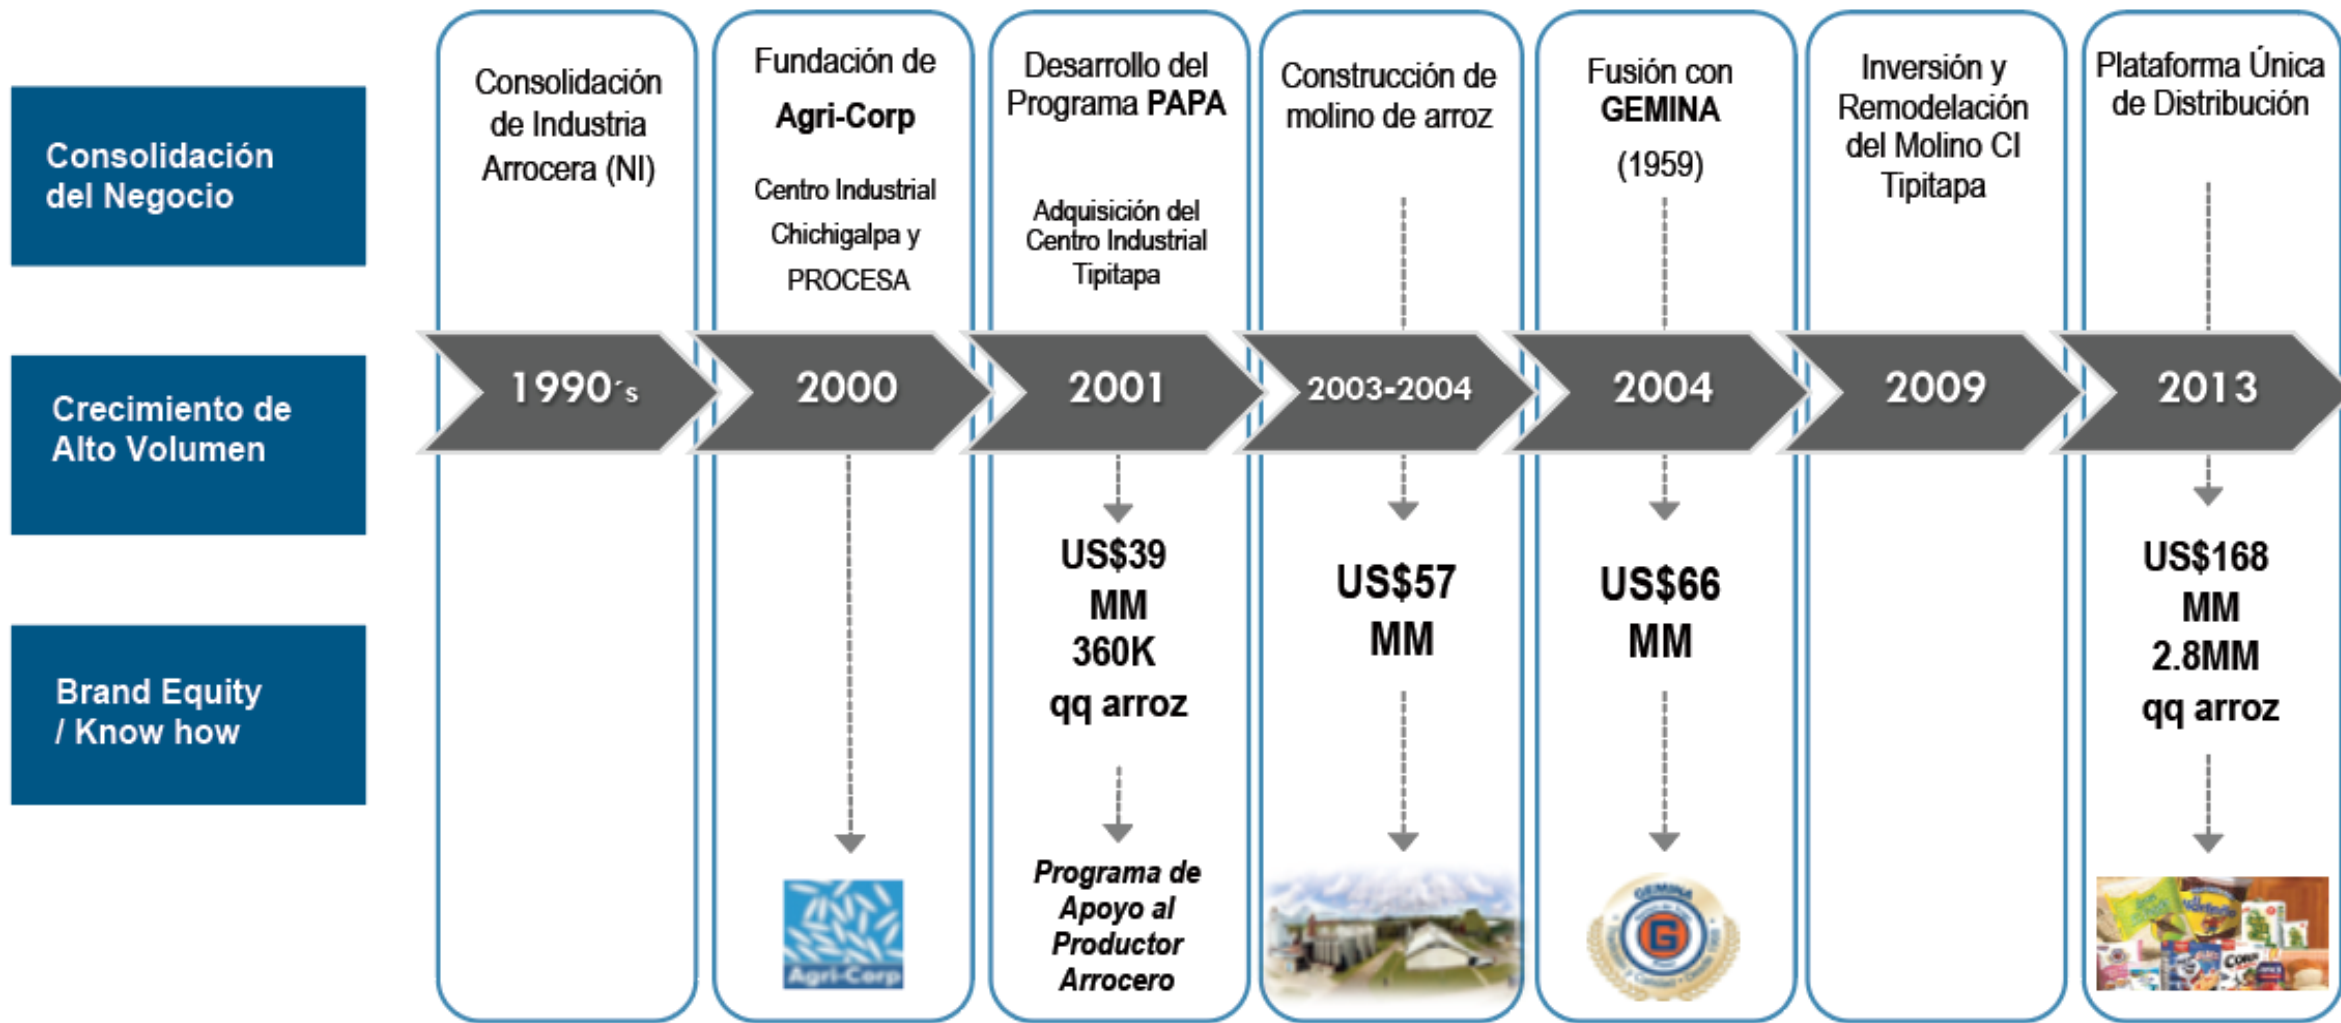 Consolidación
del Negocio
Crecimiento de
Alto Volumen
Brand Equity
/ Know how
Consolidación
de Industria
Arrocera (NI)
1990´s
Fundación de
Agri-Corp
Centro Industrial
Chichigalpa y
PROCESA
2000
Agri-Corp
Desarrollo del
Programa PAPA
Adquisición del
Centro Industrial
Tipitapa
2001
US$39
MM
360K
qq arroz
Programa de
Apoyo al
Productor
Arrocero
Construcción de
molino de arroz
2003-2004
US$57
MM
Fusión con
GEMINA
(1959)
2004
US$66
MM
GEMINA
G
Inversión y
Remodelación
del Molino CI
Tipitapa
2009
Plataforma Única
de Distribución
2013
US$168
MM
2.8MM
qq arroz